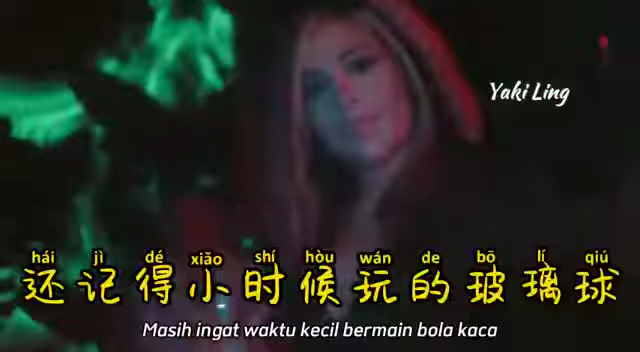 Yaki Ling
hái jì dé xiǎo shí hòu wán de bō lí qiú
还记得小时候玩的玻璃球
Masih ingat waktu kecil bermain bola kaca